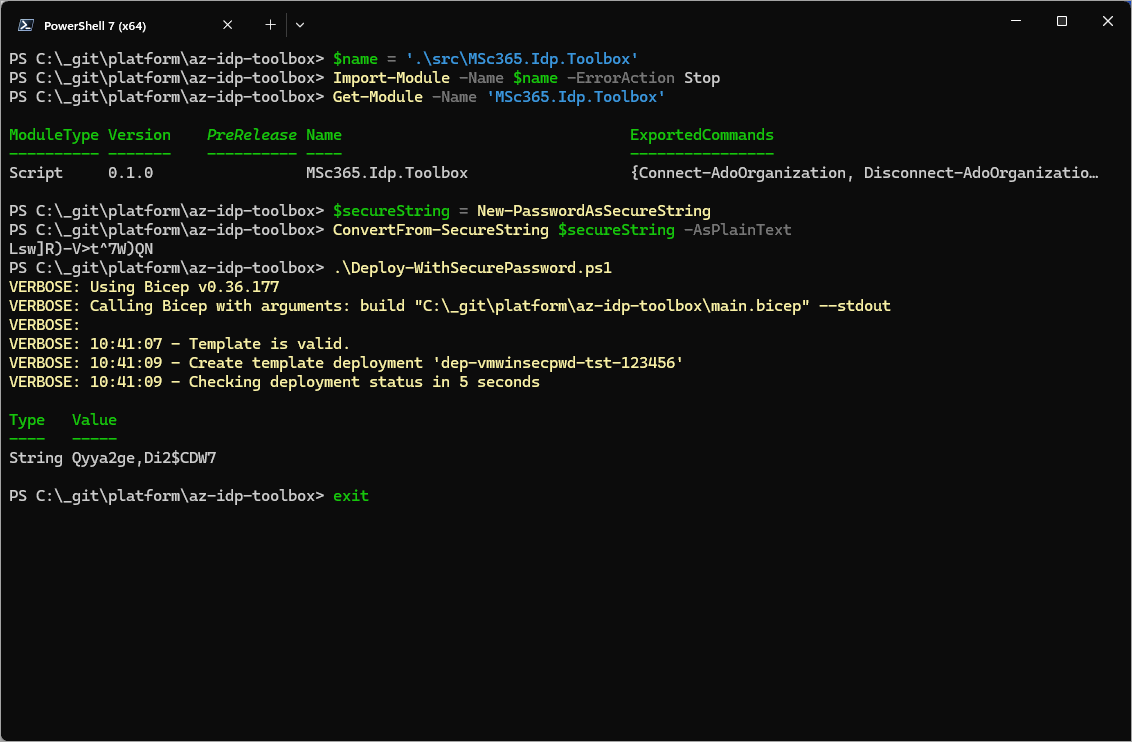 PowerShell 7 (x64)
PS C:\_git\platform\az-idp-toolbox> $name = '.\src\MSc365.Idp.Toolbox'
PS C:\_git\platform\az-idp-toolbox> Import-Module -Name $name -ErrorAction Stop
PS C:\_git\platform\az-idp-toolbox> Get-Module -Name 'MSc365.Idp.Toolbox'
ModuleType Version    PreRelease Name                                ExportedCommands
---------- -------    ---------- ----                                ----------------
Script     0.1.0                 MSc365.Idp.Toolbox                  {Connect-AdoOrganization, Disconnect-AdoOrganizatio…
PS C:\_git\platform\az-idp-toolbox> $secureString = New-PasswordAsSecureString
PS C:\_git\platform\az-idp-toolbox> ConvertFrom-SecureString $secureString -AsPlainText
Lsw]R)-V>t^7W)QN
PS C:\_git\platform\az-idp-toolbox> .\Deploy-WithSecurePassword.ps1
VERBOSE: Using Bicep v0.36.177
VERBOSE: Calling Bicep with arguments: build "C:\_git\platform\az-idp-toolbox\main.bicep" --stdout
VERBOSE:
VERBOSE: 10:41:07 - Template is valid.
VERBOSE: 10:41:09 - Create template deployment 'dep-vmwinsecpwd-tst-123456'
VERBOSE: 10:41:09 - Checking deployment status in 5 seconds
Type   Value
----   -----
String Qyya2ge,Di2$CDW7
PS C:\_git\platform\az-idp-toolbox> exit